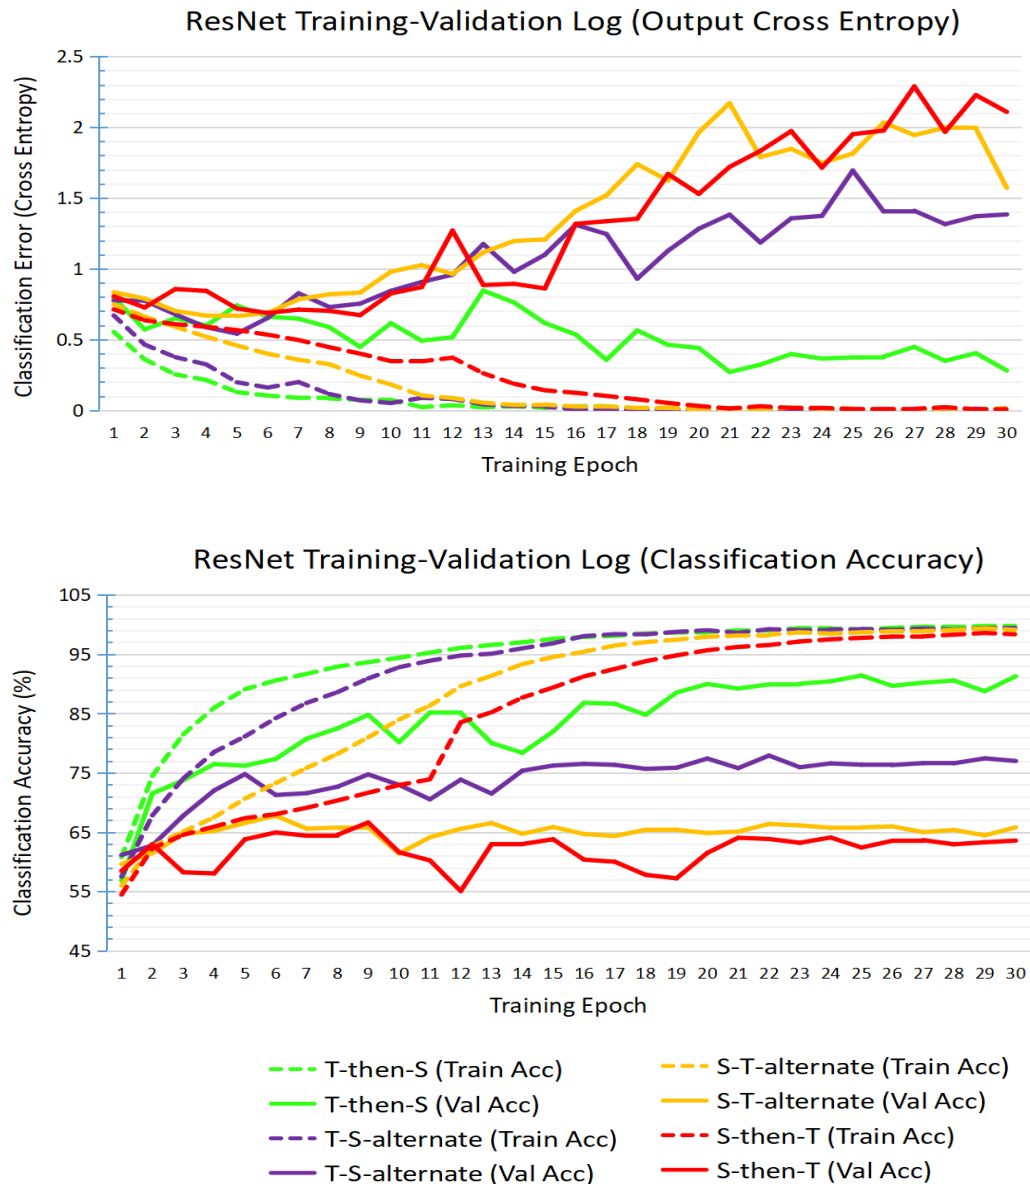 ResNet Training-Validation Log (Output Cross Entropy)
Classification Error (Cross Entropy)
2.5
2
1.5
1
0.5
0
1 2 3 4 5 6 7 8 9 10 11 12 13 14 15 16 17 18 19 20 21 22 23 24 25 26 27 28 29 30
Training Epoch
ResNet Training-Validation Log (Classification Accuracy)
Classification Accuracy (%)
105
95
85
75
65
55
45
1 2 3 4 5 6 7 8 9 10 11 12 13 14 15 16 17 18 19 20 21 22 23 24 25 26 27 28 29 30
Training Epoch
T-then-S (Train Acc)
T-then-S (Val Acc)
T-S-alternate (Train Acc)
T-S-alternate (Val Acc)
S-T-alternate (Train Acc)
S-T-alternate (Val Acc)
S-then-T (Train Acc)
S-then-T (Val Acc)